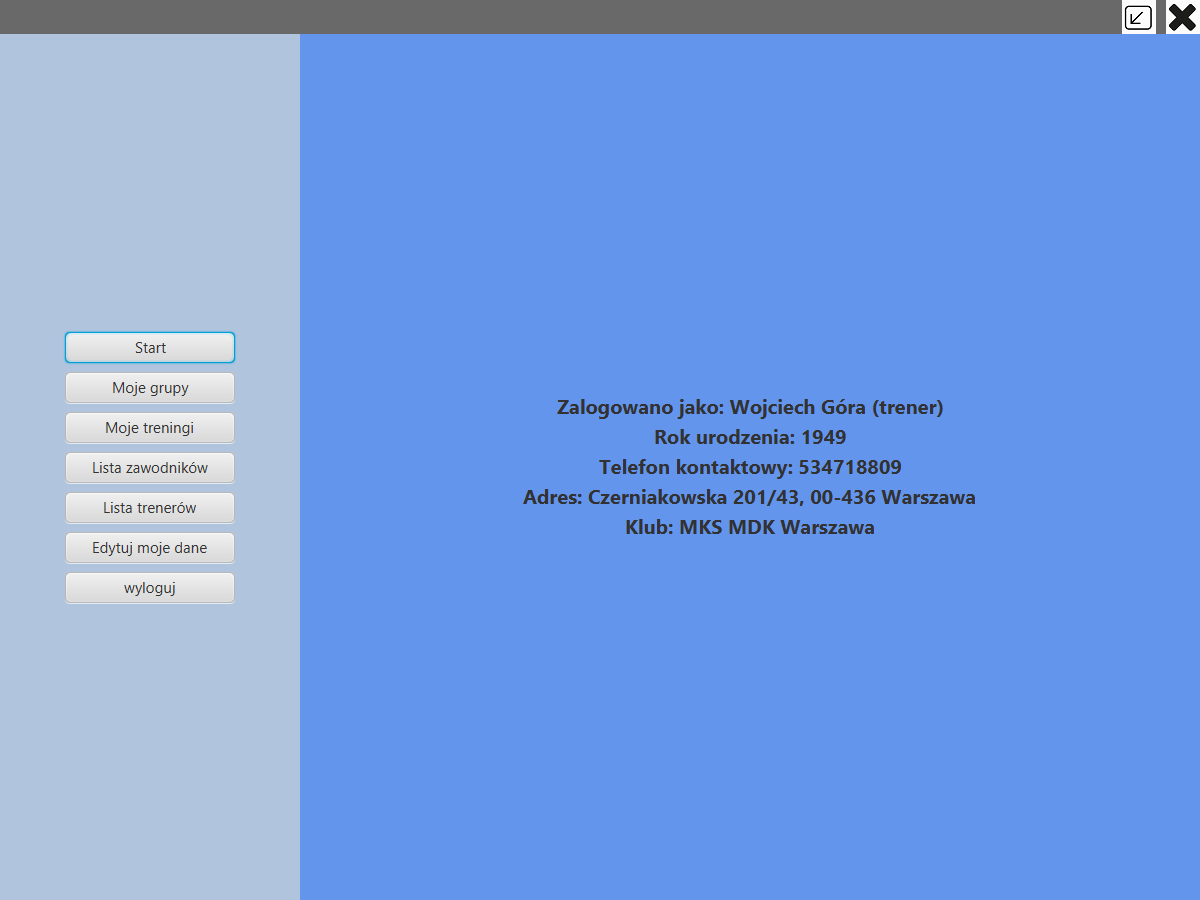 Start
Moje grupy
Moje treningi
Lista zawodników
Lista trenerów
Edytuj moje dane
wyloguj
Zalogowano jako: Wojciech Góra (trener)
Rok urodzenia: 1949
Telefon kontaktowy: 534718809
Adres: Czerniakowska 201/43, 00-436 Warszawa
Klub: MKS MDK Warszawa